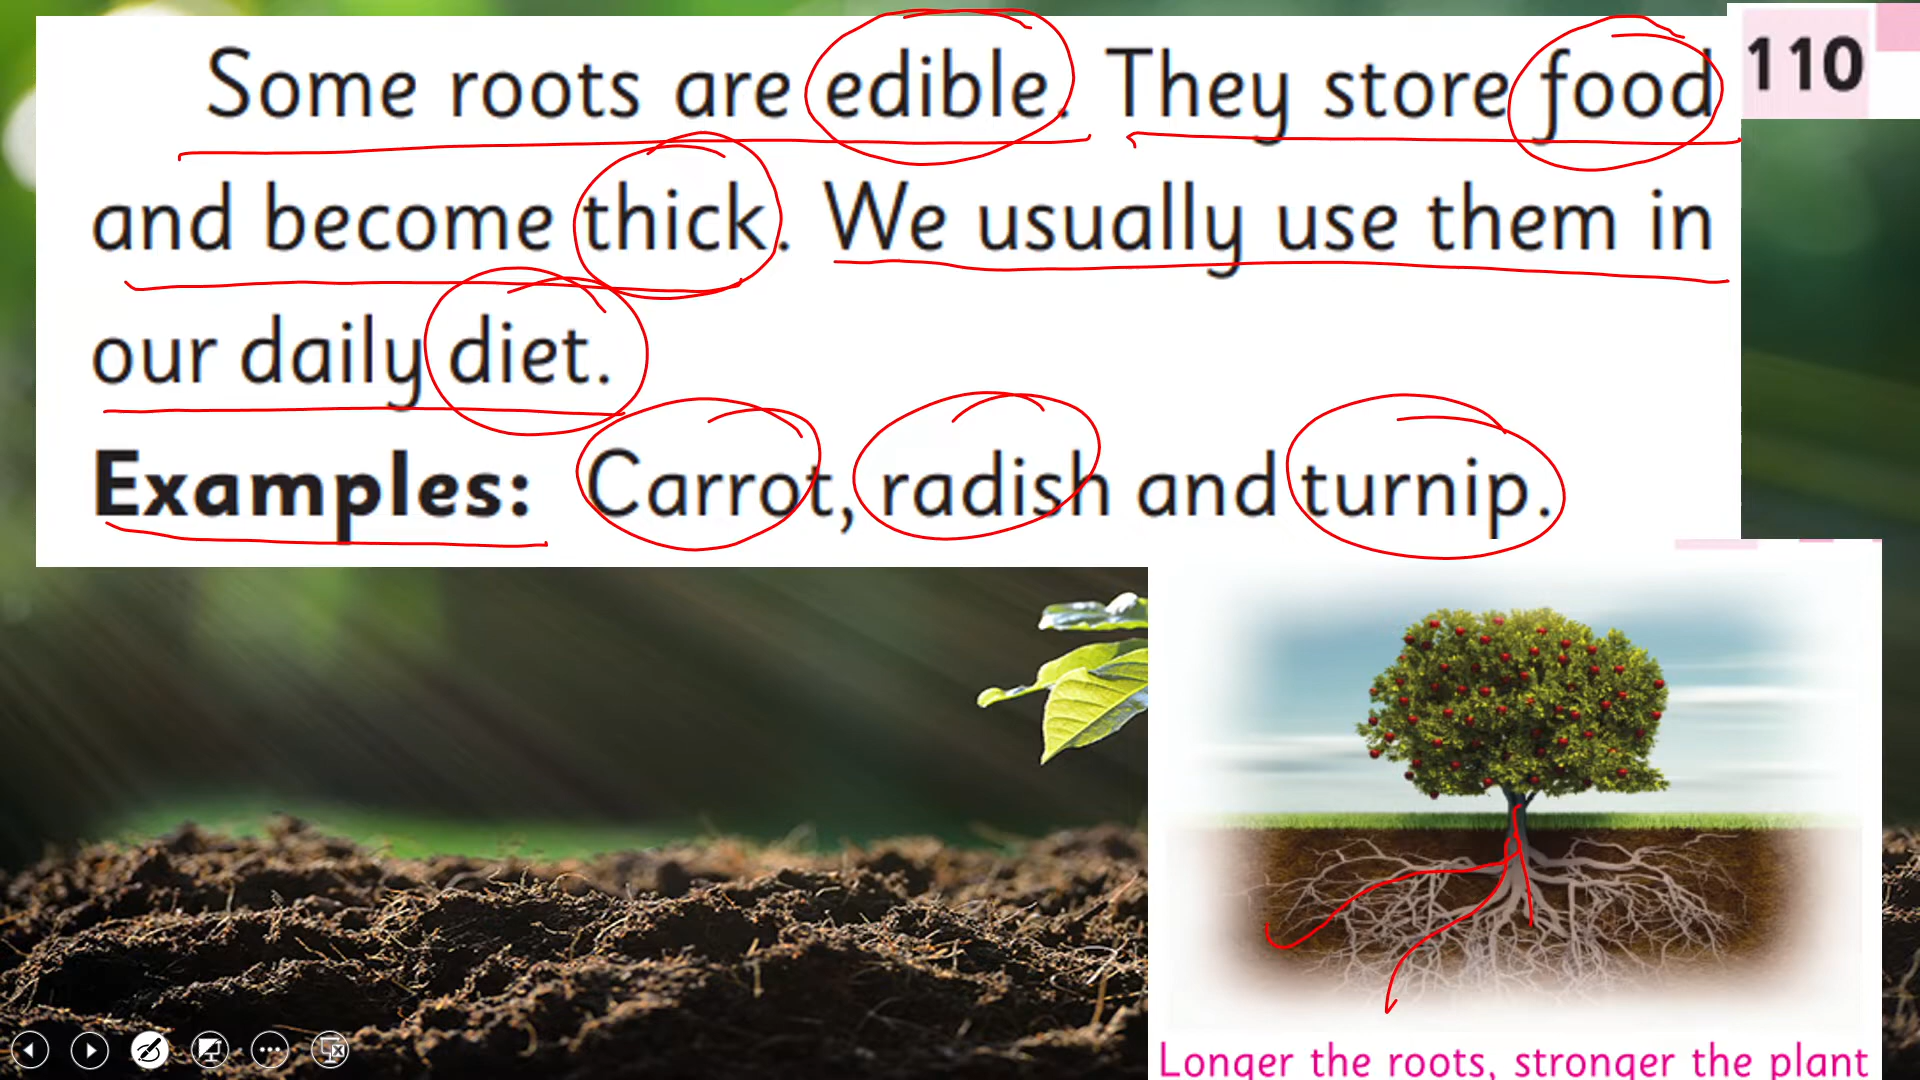 Some roots are edible. They store food
and become thick. We usually use them in
our daily diet.
Examples: Carrot, radish and turnip.
110
Longer the roots, stronger the plant